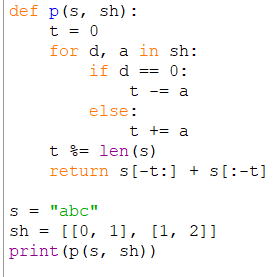 def p(s, sh):
    t = 0
    for d, a in sh:
        if d == 0:
            t -= a
        else:
            t += a
    t %= len(s)
    return s[-t:] + s[:-t]

s = "abc"
sh = [[0, 1], [1, 2]]
print(p(s, sh))